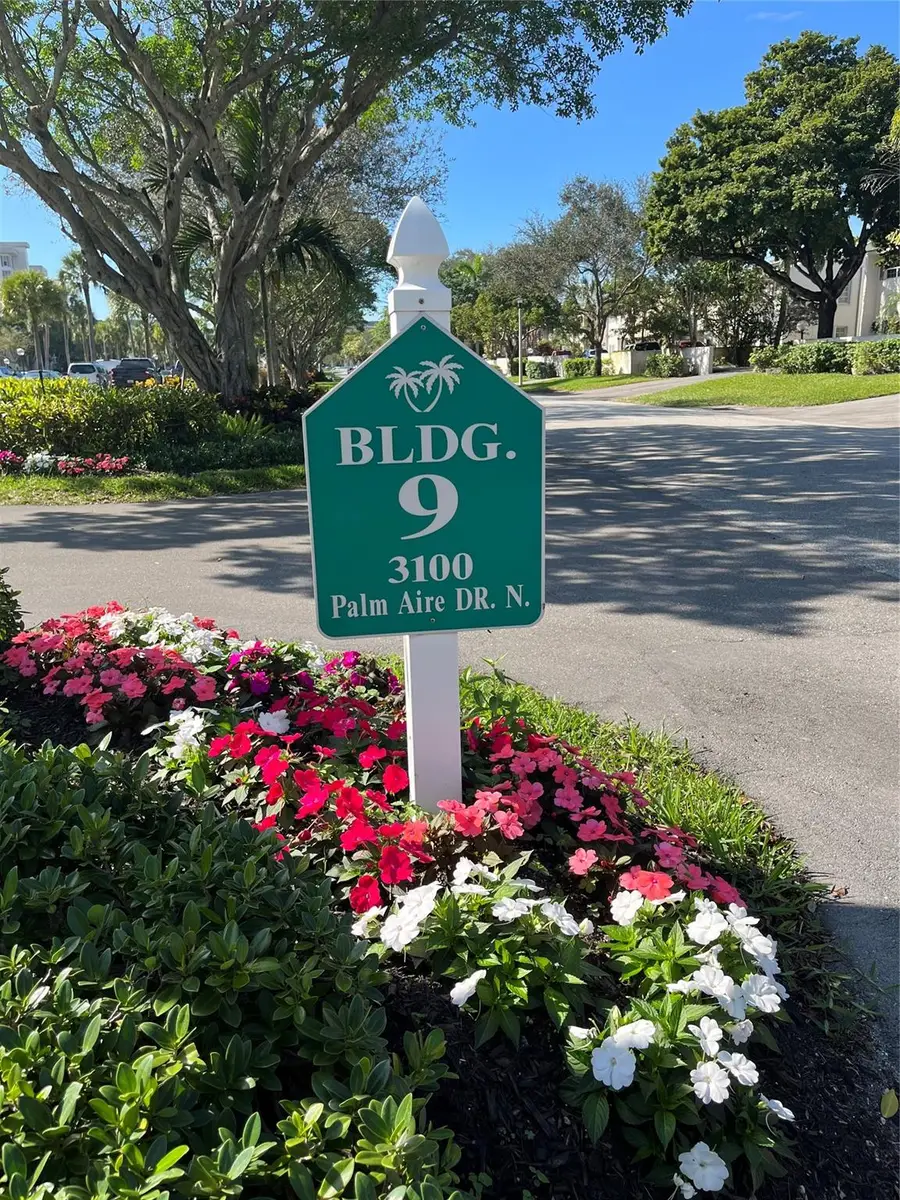 BLDG.
9
3100
Palm Aire DR. N.